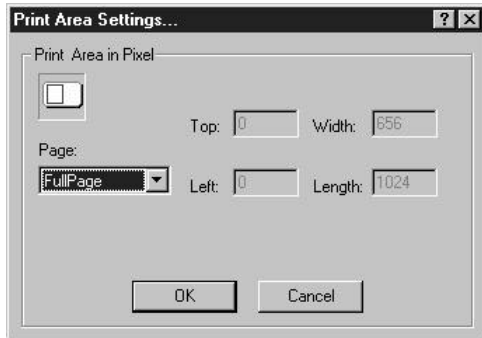 Print Area Settings...
Print Area in Pixel
Top: 0 Width: 656
Page:
FullPage Left: 0 Length: 1024
OK Cancel